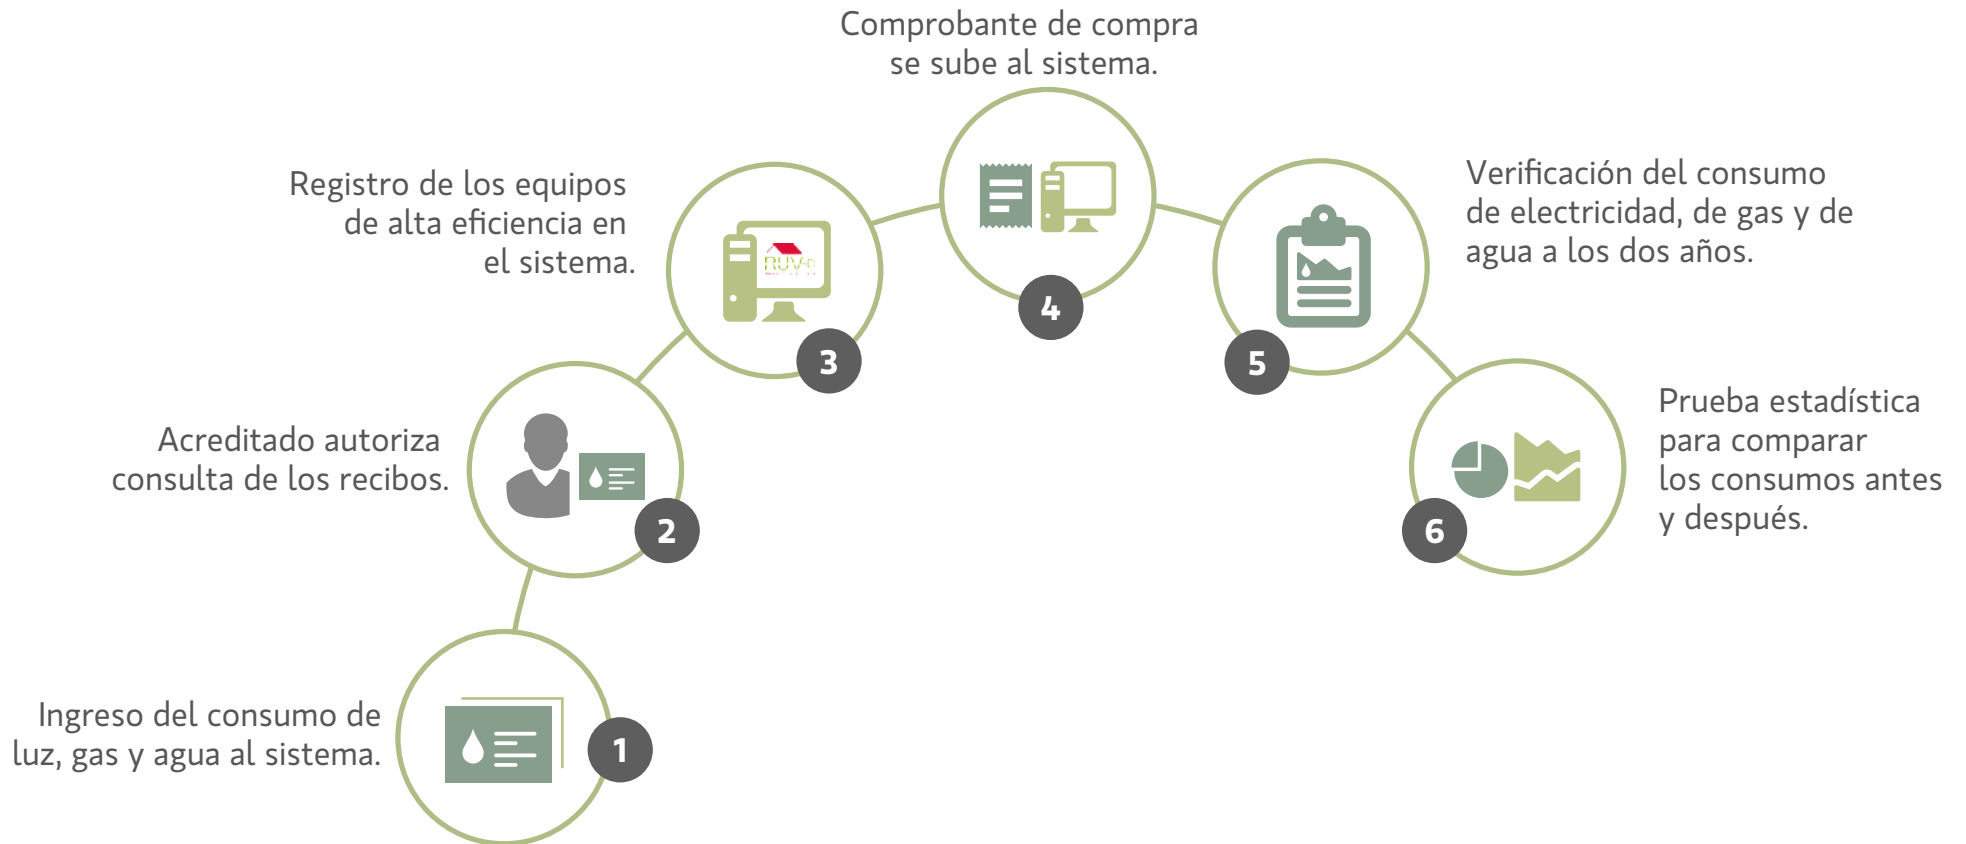 Comprobante de compra
se sube al sistema.
4
Registro de los equipos
de alta eficiencia en
el sistema.
RUV
3
Verificación del consumo
de electricidad, de gas y de
agua a los dos años.
5
Acreditado autoriza
consulta de los recibos.
2
Prueba estadística
para comparar
los consumos antes
y después.
6
Ingreso del consumo de
luz, gas y agua al sistema.
1